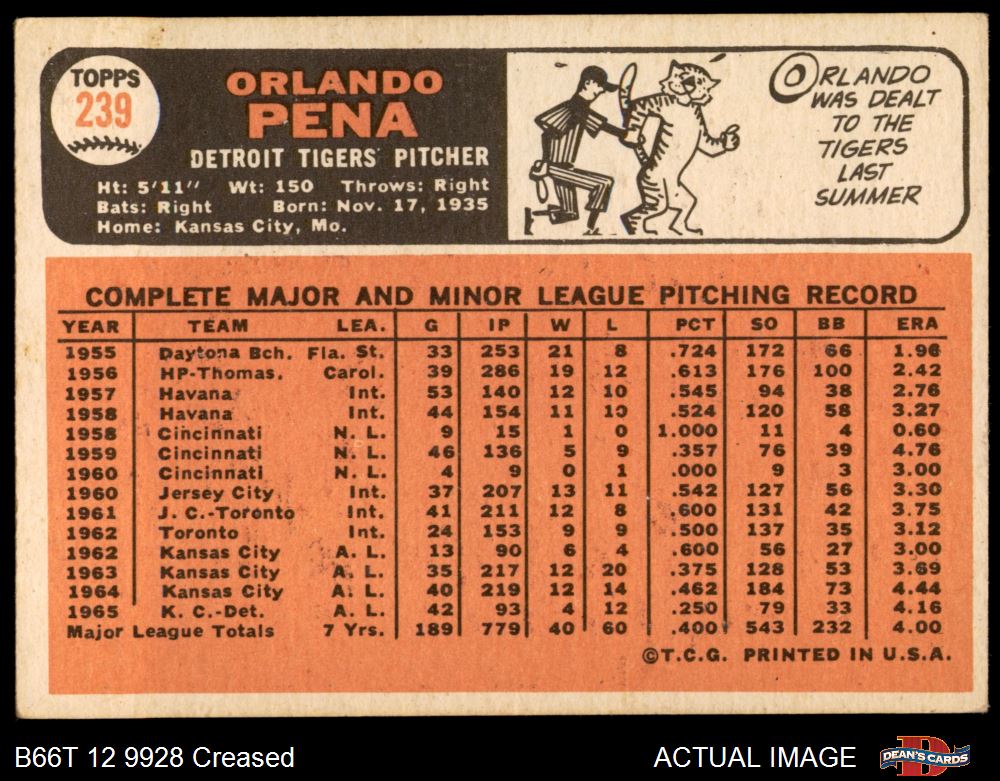 TOPPS
239
ORLANDO
PENA
DETROIT TIGERS PITCHER
Ht: 5'11" Wt: 150 Throws: Right
Bats: Right Born: Nov. 17, 1935
Home: Kansas City, Mo.
ORLANDO
WAS DEALT
TO THE
TIGERS
LAST
SUMMER
COMPLETE MAJOR AND MINOR LEAGUE PITCHING RECORD
YEAR TEAM LEA. G IP W L PCT SO BB ERA
1955 Daytona Bch. Fla. St. 33 253 21 8 .724 172 66 1.96
1956 HP-Thomas. Carol. 39 286 19 12 .613 176 100 2.42
1957 Havana Int. 53 140 12 10 .545 94 38 2.76
1958 Havana Int. 44 154 11 10 .524 120 58 3.27
1958 Cincinnati N. L. 9 15 1 0 1.000 11 4 0.60
1959 Cincinnati N. L. 46 136 5 9 .357 76 39 4.76
1960 Cincinnati N. L. 4 9 0 1 .000 9 3 3.00
1960 Jersey City Int. 37 207 13 11 .542 127 56 3.30
1961 J. C.-Toronto Int. 41 211 12 8 .600 131 42 3.75
1962 Toronto Int. 24 153 9 9 .500 137 35 3.12
1962 Kansas City A. L. 13 90 6 4 .600 56 27 3.00
1963 Kansas City A. L. 35 217 12 20 .375 128 53 3.69
1964 Kansas City A. L. 40 219 12 14 .462 184 73 4.44
1965 K. C.-Det. A. L. 42 93 4 12 .250 79 33 4.16
Major League Totals 7 Yrs. 189 779 40 60 .400 543 232 4.00
©T.C.G. PRINTED IN U.S.A.
B66T 12 9928 Creased
ACTUAL IMAGE
DEAN'S CARDS